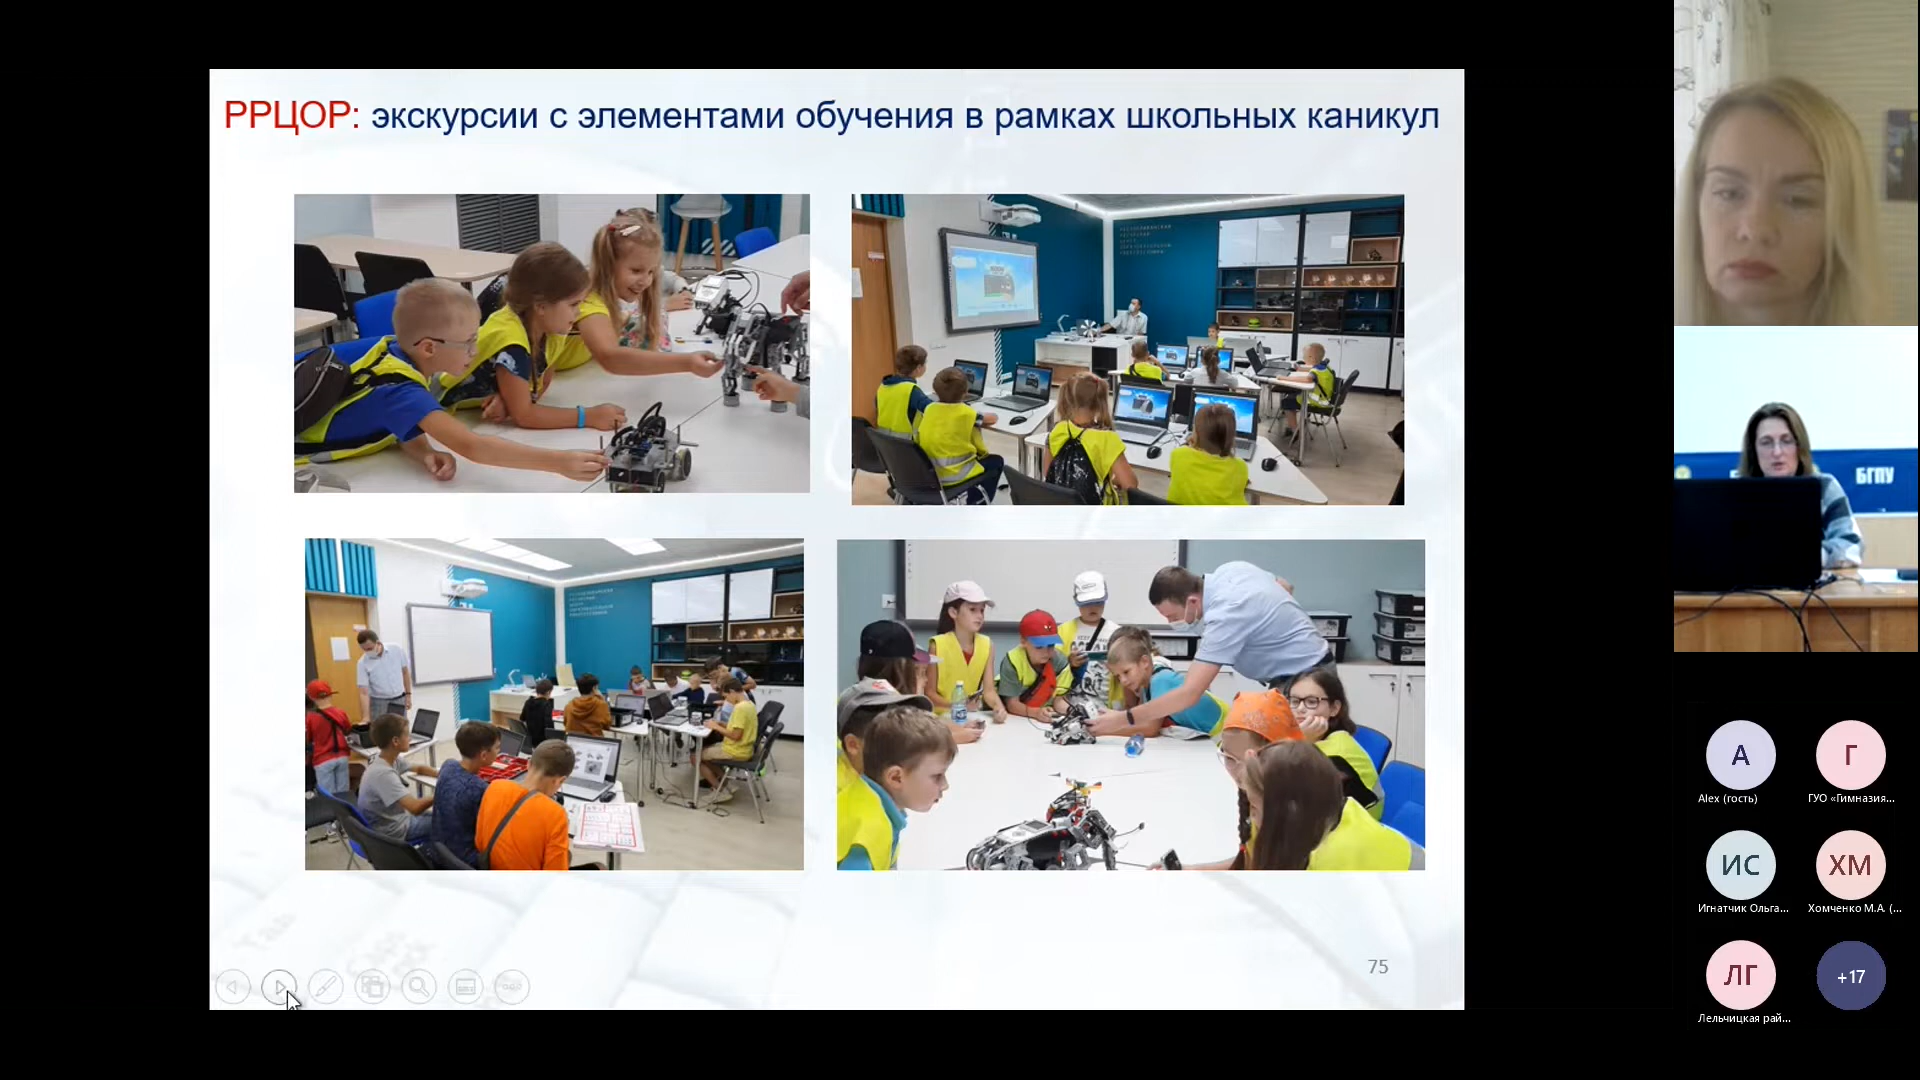 РРЦОР: экскурсии с элементами обучения в рамках школьных каникул
75
БГПУ
А
Alex (гость)
Г
ГУО «Гимназия...
ИС
Игнатчик Ольга...
ХМ
Хомченко М.А. (...
ЛГ
Лельчицкая рай...
+17